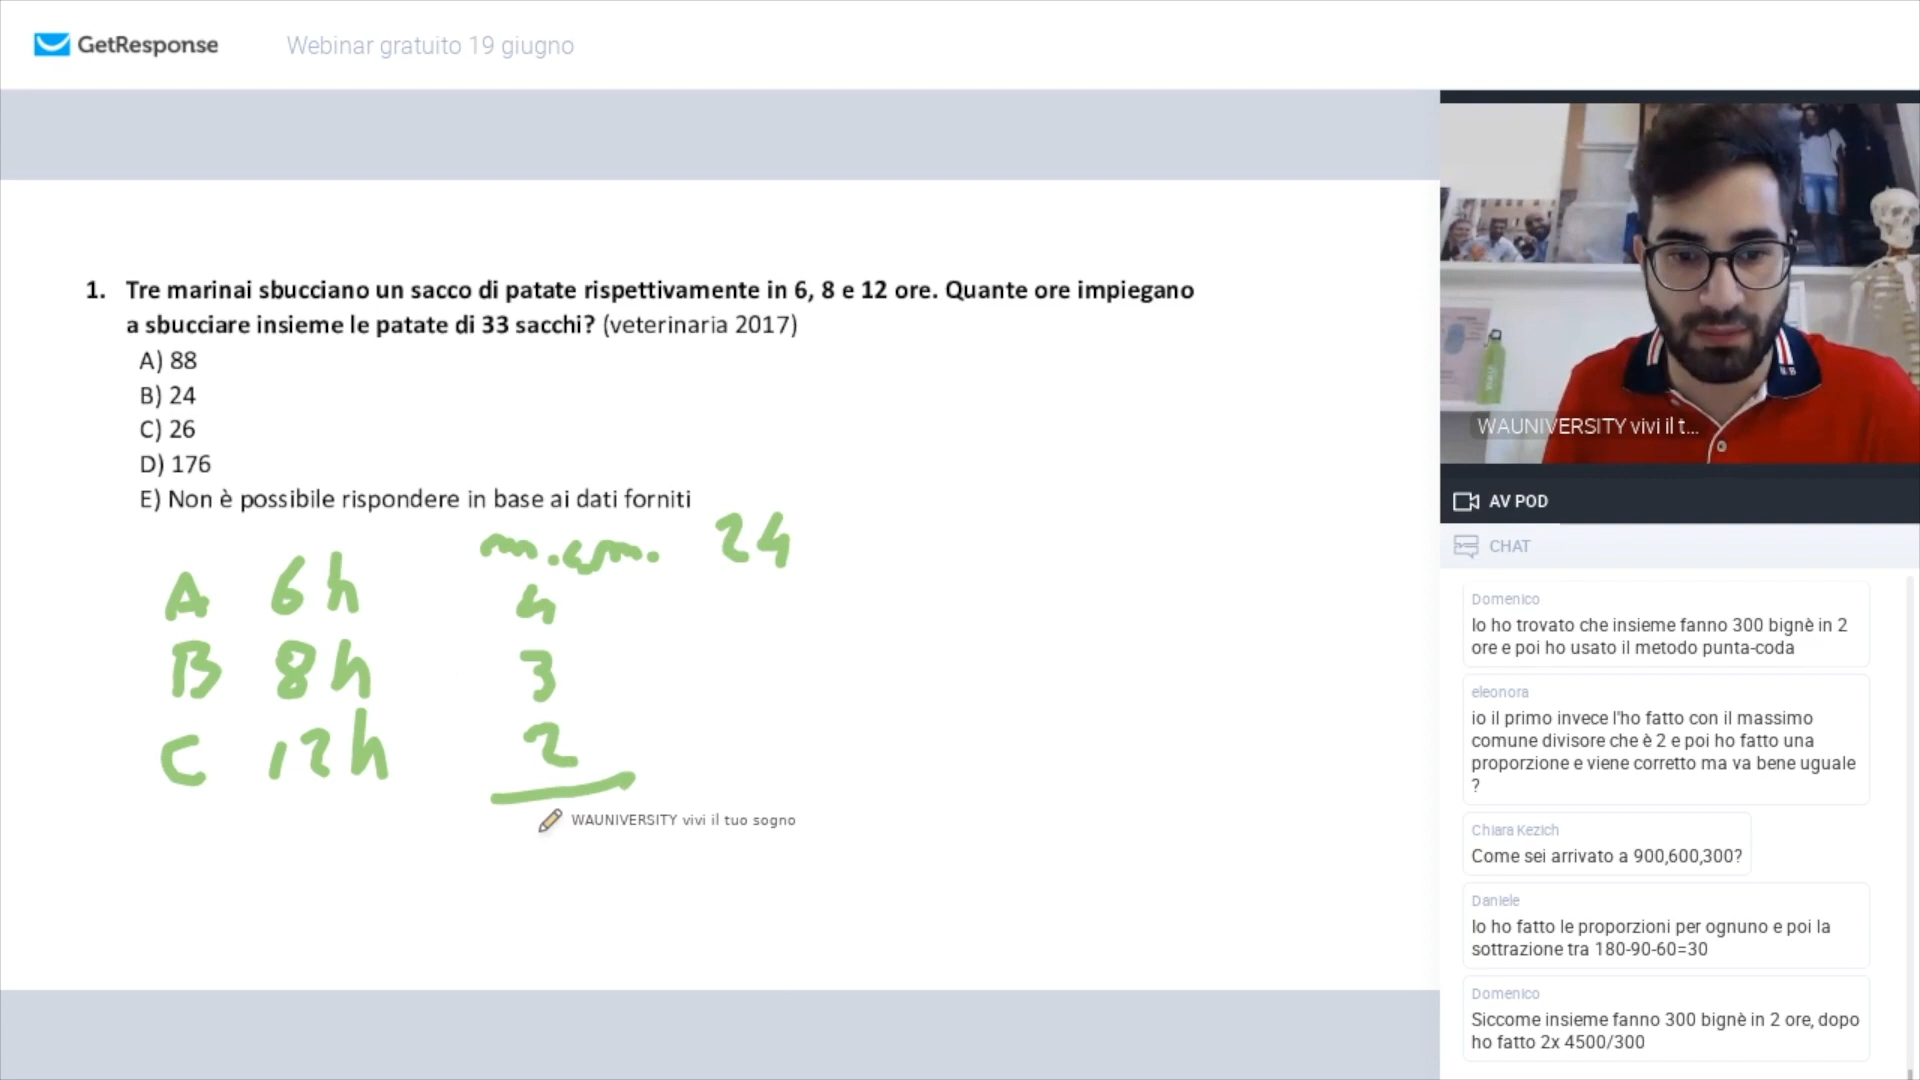 GetResponse Webinar gratuito 19 giugno
1. Tre marinai sbucciano un sacco di patate rispettivamente in 6, 8 e 12 ore. Quante ore impiegano
a sbucciare insieme le patate di 33 sacchi? (veterinaria 2017)
A) 88
B) 24
C) 26
D) 176
E) Non è possibile rispondere in base ai dati forniti
m.c.m. 24
A 6h 4
B 8h 3
C 12h 2
WAUNIVERSITY vivi il tuo sogno
WAUNIVERSITY vivi il t...
AV POD
CHAT
Domenico
Io ho trovato che insieme fanno 300 bignè in 2
ore e poi ho usato il metodo punta-coda
eleonora
io il primo invece l'ho fatto con il massimo
comune divisore che è 2 e poi ho fatto una
proporzione e viene corretto ma va bene uguale
?
Chiara Kezich
Come sei arrivato a 900,600,300?
Daniele
Io ho fatto le proporzioni per ognuno e poi la
sottrazione tra 180-90-60=30
Domenico
Siccome insieme fanno 300 bignè in 2 ore, dopo
ho fatto 2x 4500/300